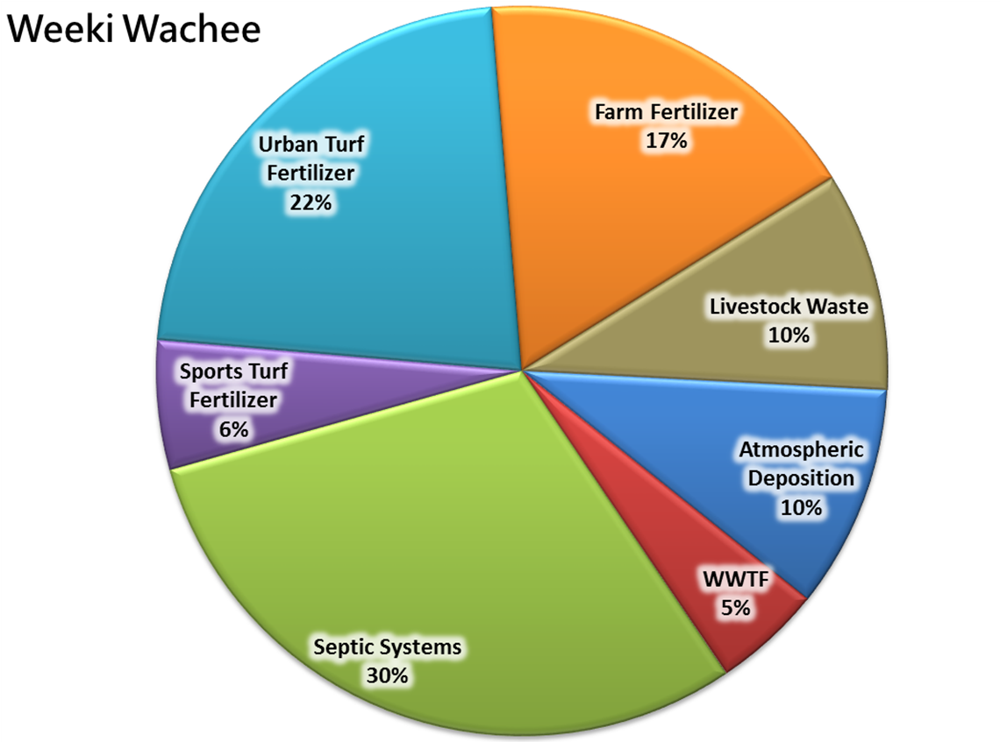 Weeki Wachee
Farm Fertilizer
17%
Urban Turf
Fertilizer
22%
Livestock Waste
10%
Sports Turf
Fertilizer
6%
Atmospheric
Deposition
10%
WWTF
5%
Septic Systems
30%